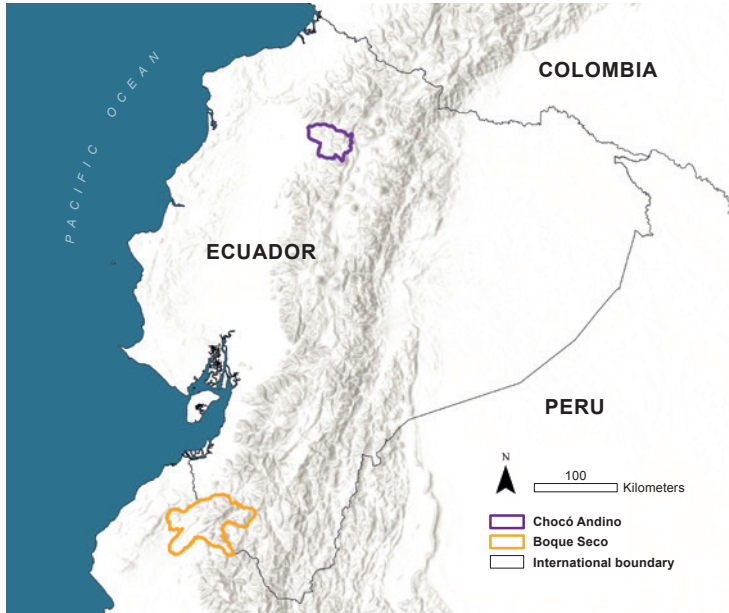 COLOMBIA
PACIFIC OCEAN
ECUADOR
PERU
N
100
Kilometers
Chocó Andino
Boque Seco
International boundary